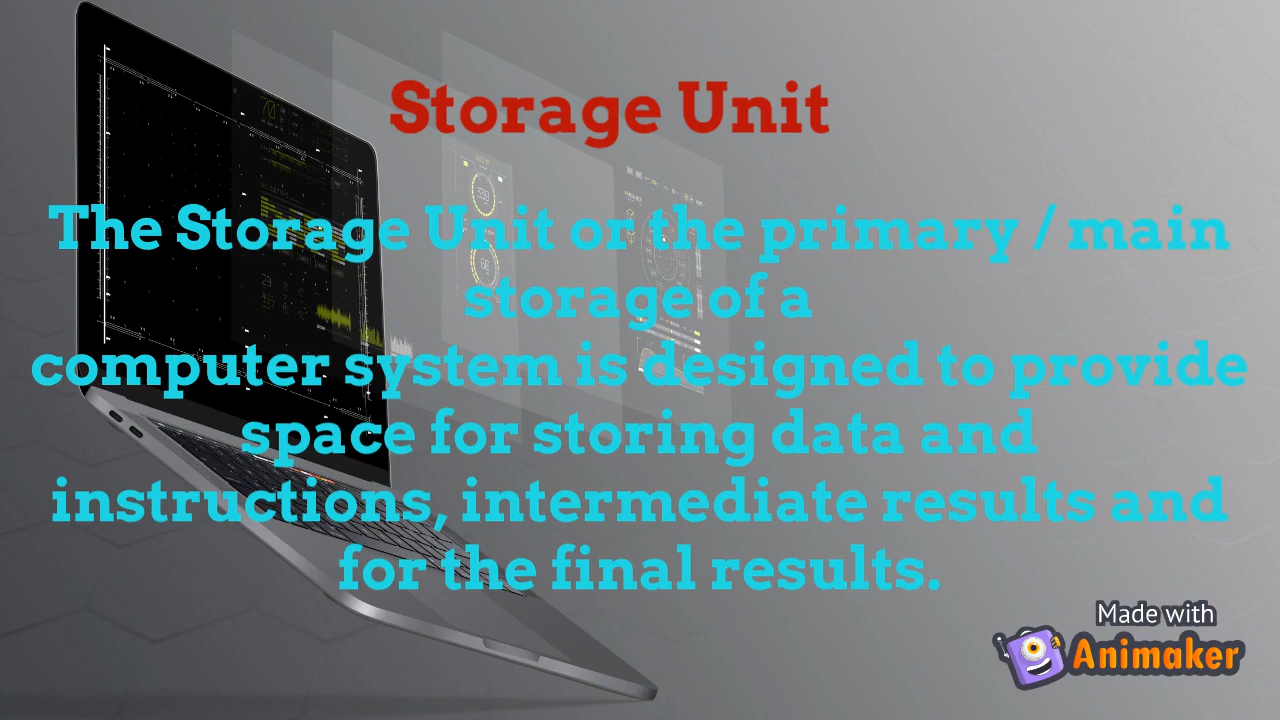 Storage Unit
The Storage Unit or the primary / main
storage of a
computer system is designed to provide
space for storing data and
instructions, intermediate results and
for the final results.
Made with
Animaker